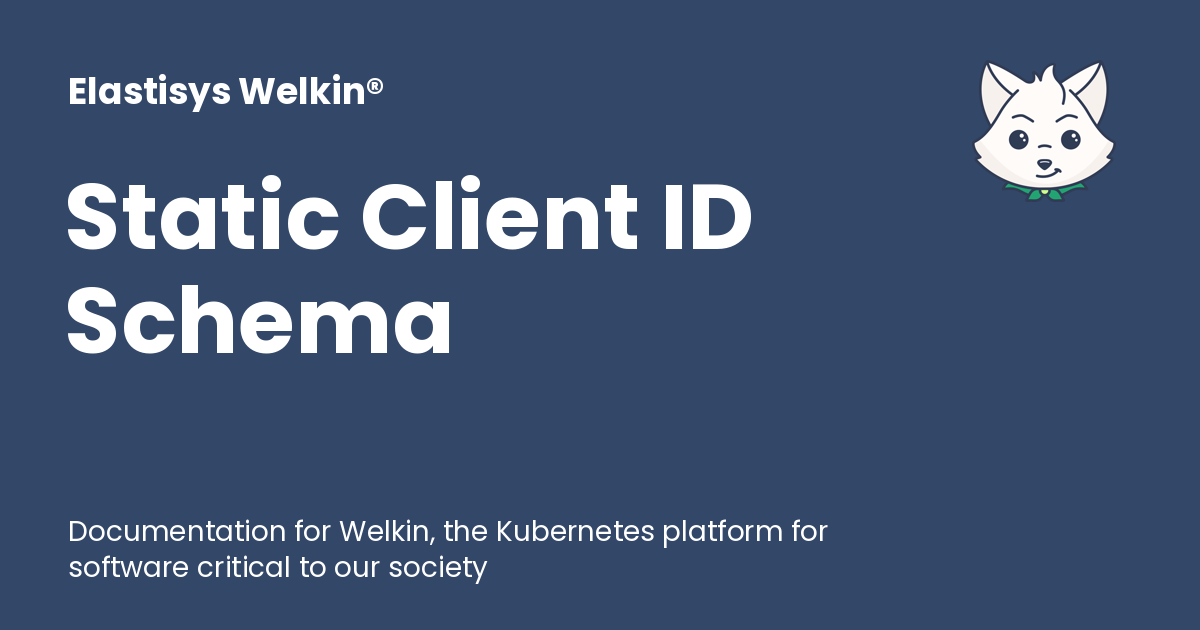 Elastisys Welkin®
Static Client ID
Schema
Documentation for Welkin, the Kubernetes platform for
software critical to our society